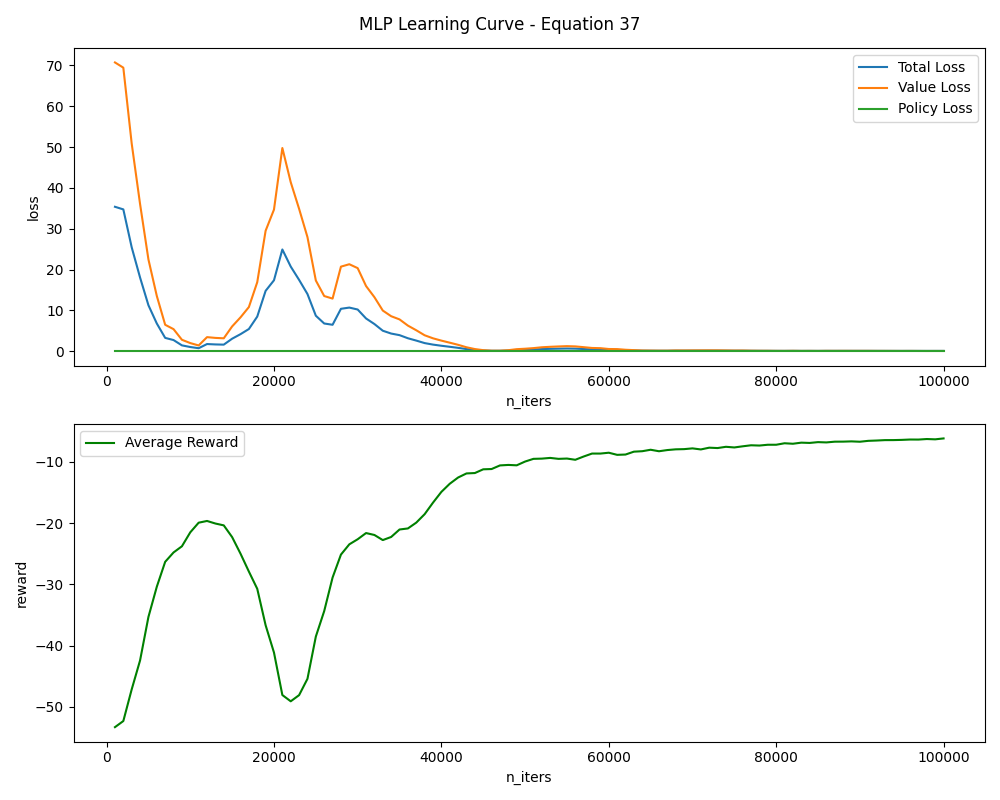 MLP Learning Curve - Equation 37
70
60
50
40
30
20
10
0
loss
Total Loss
Value Loss
Policy Loss
0 20000 40000 60000 80000 100000
n_iters
Average Reward
−10
−20
−30
−40
−50
reward
0 20000 40000 60000 80000 100000
n_iters